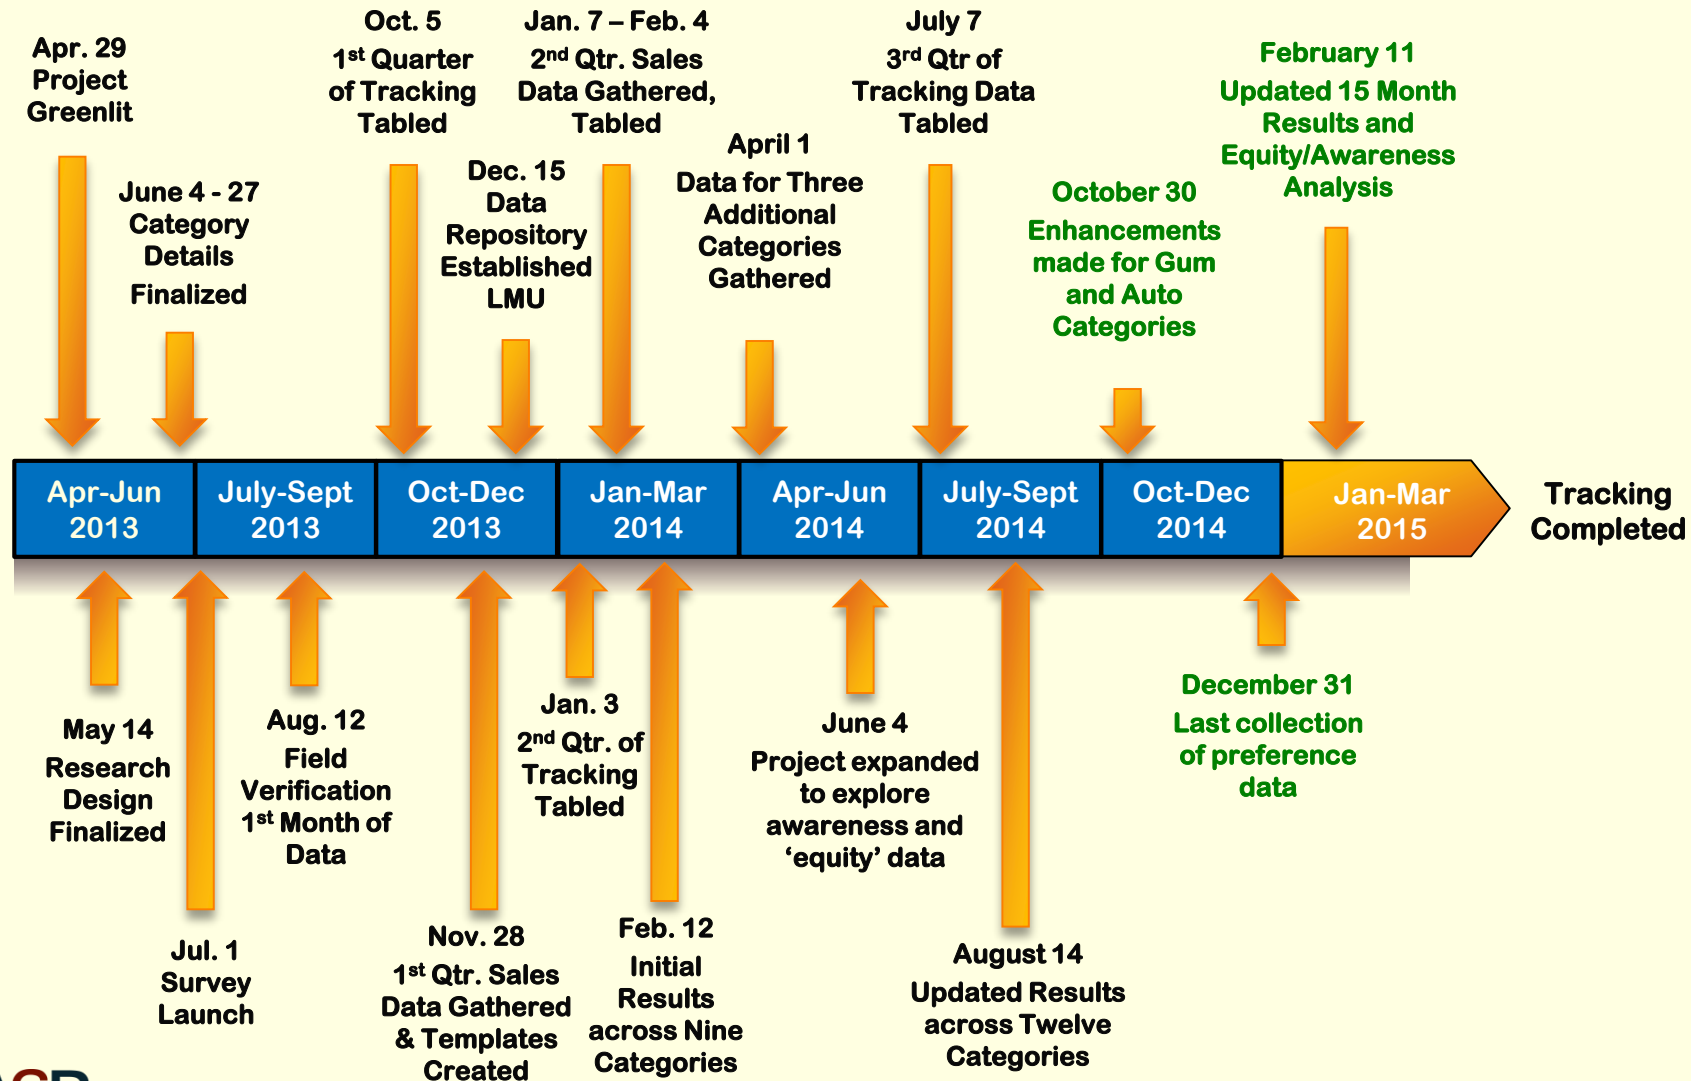 Apr. 29
Project
Greenlit
June 4 - 27
Category
Details
Finalized
Oct. 5
1st Quarter
of Tracking
Tabled
Dec. 15
Data
Repository
Established
LMU
Jan. 7 – Feb. 4
2nd Qtr. Sales
Data Gathered,
Tabled
April 1
Data for Three
Additional
Categories
Gathered
July 7
3rd Qtr of
Tracking Data
Tabled
October 30
Enhancements
made for Gum
and Auto
Categories
February 11
Updated 15 Month
Results and
Equity/Awareness
Analysis
Apr-Jun
2013
July-Sept
2013
Oct-Dec
2013
Jan-Mar
2014
Apr-Jun
2014
July-Sept
2014
Oct-Dec
2014
Jan-Mar
2015
Tracking
Completed
May 14
Research
Design
Finalized
Jul. 1
Survey
Launch
Aug. 12
Field
Verification
1st Month of
Data
Nov. 28
1st Qtr. Sales
Data Gathered
& Templates
Created
Jan. 3
2nd Qtr. of
Tracking
Tabled
Feb. 12
Initial
Results
across Nine
Categories
June 4
Project expanded
to explore
awareness and
‘equity’ data
August 14
Updated Results
across Twelve
Categories
December 31
Last collection
of preference
data